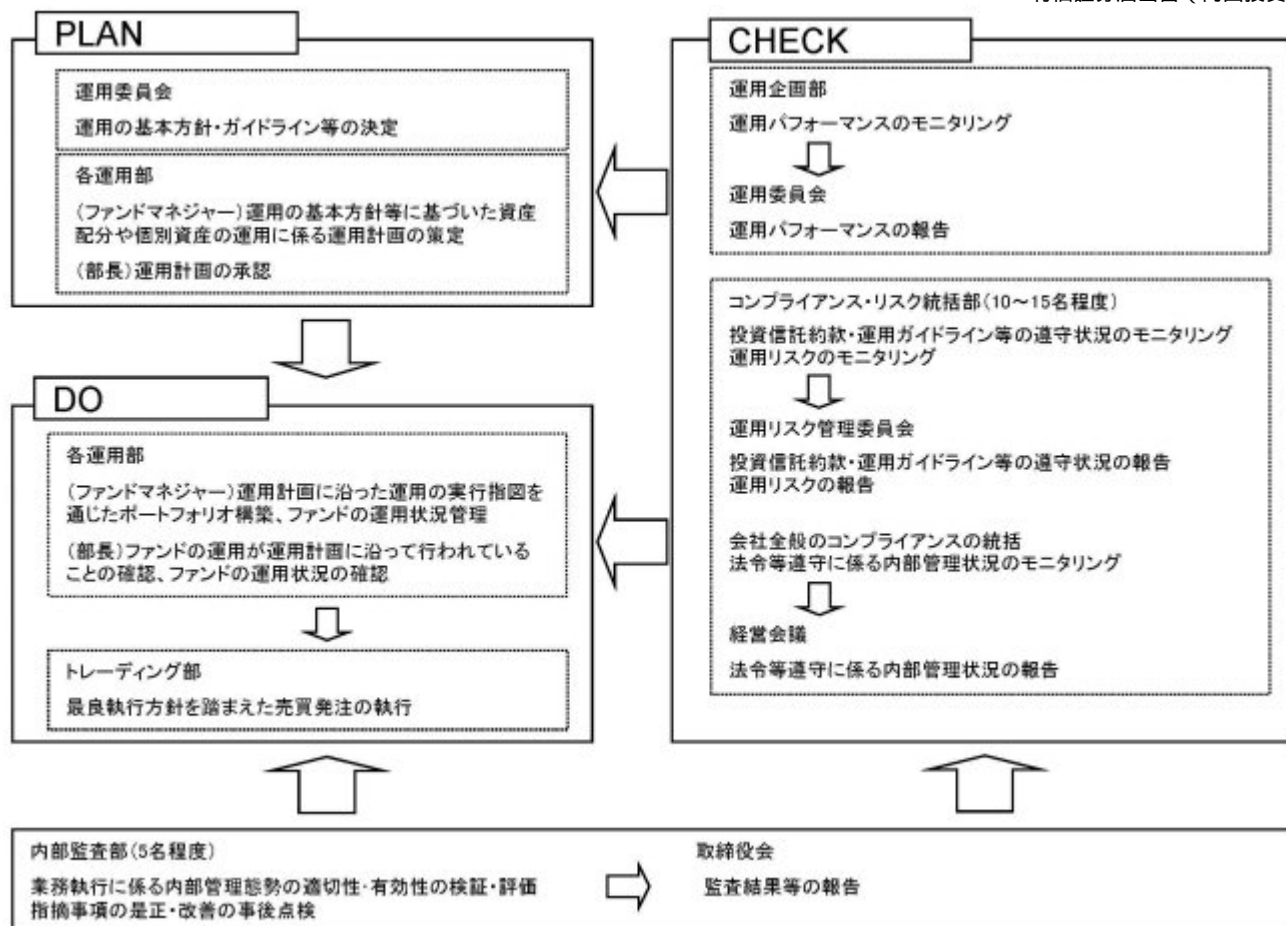 PLAN
運用委員会
運用の基本方針・ガイドライン等の決定
各運用部
(ファンドマネジャー)運用の基本方針等に基づいた資産
配分や個別資産の運用に係る運用計画の策定
(部長)運用計画の承認
DO
各運用部
(ファンドマネジャー)運用計画に沿った運用の実行指図を
通じたポートフォリオ構築、ファンドの運用状況管理
(部長)ファンドの運用が運用計画に沿って行われている
ことの確認、ファンドの運用状況の確認
トレーディング部
最良執行方針を踏まえた売買発注の執行
CHECK
運用企画部
運用パフォーマンスのモニタリング
運用委員会
運用パフォーマンスの報告
コンプライアンス・リスク統括部(10～15名程度)
投資信託約款・運用ガイドライン等の遵守状況のモニタリング
運用リスクのモニタリング
運用リスク管理委員会
投資信託約款・運用ガイドライン等の遵守状況の報告
運用リスクの報告
会社全般のコンプライアンスの統括
法令等遵守に係る内部管理状況のモニタリング
経営会議
法令等遵守に係る内部管理状況の報告
内部監査部(5名程度)
業務執行に係る内部管理態勢の適切性・有効性の検証・評価
指摘事項の是正・改善の事後点検
取締役会
監査結果等の報告